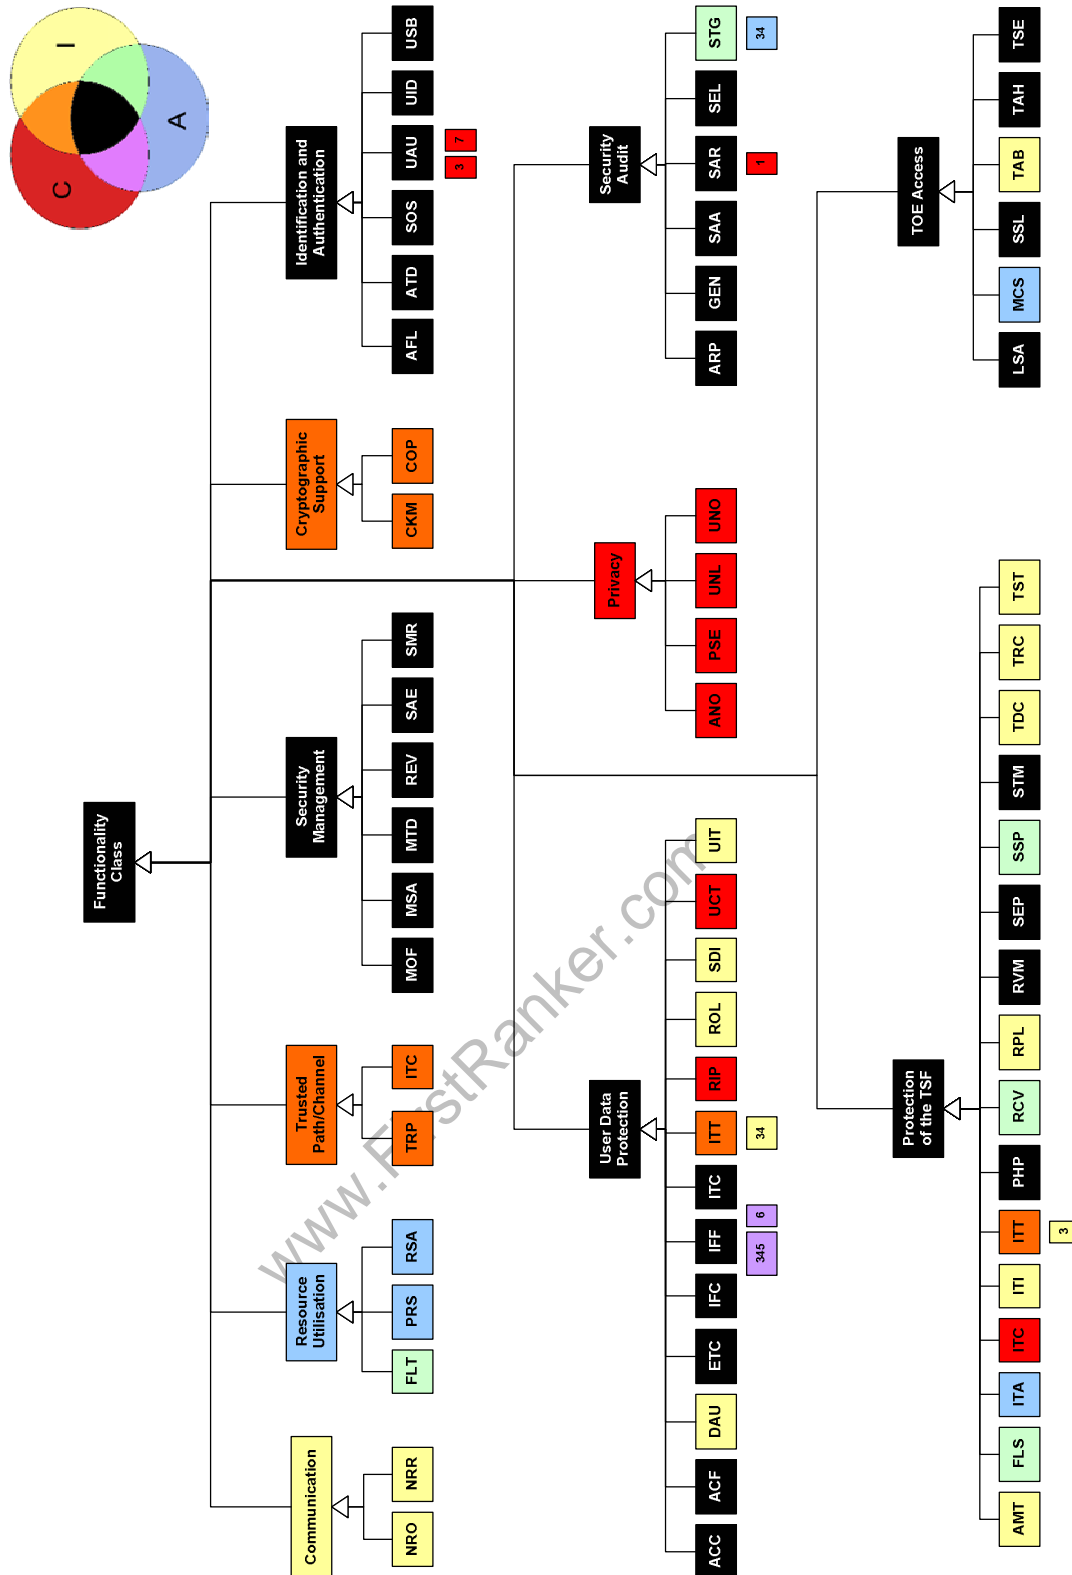 I
C
A
Functionality
Class
Communication
Resource
Utilisation
Trusted
Path/Channel
Security
Management
Cryptographic
Support
Identification and
Authentication
NRO
NRR
FLT
PRS
RSA
TRP
ITC
MOF
MSA
MTD
REV
SAE
SMR
CKM
COP
AFL
ATD
SOS
UAU
UID
USB
3
7
User Data
Protection
Privacy
Security
Audit
ACC
ACF
DAU
ETC
IFC
IFF
ITC
ITT
RIP
ROL
SDI
UCT
UIT
345
6
34
ANO
PSE
UNL
UNO
ARP
GEN
SAA
SAR
SEL
STG
1
34
Protection
of the TSF
TOE Access
AMT
FLS
ITA
ITC
ITI
ITT
PHP
RCV
RPL
RVM
SEP
SSP
STM
TDC
TRC
TST
3
LSA
MCS
SSL
TAB
TAH
TSE
www.FirstRanker.com